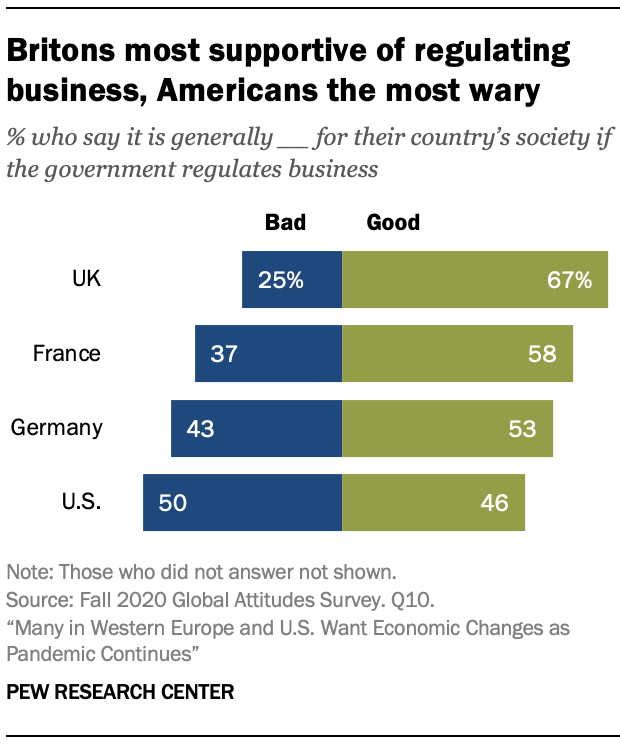 Britons most supportive of regulating
business, Americans the most wary
% who say it is generally __ for their country’s society if
the government regulates business
Bad Good
UK 25% 67%
France 37 58
Germany 43 53
U.S. 50 46
Note: Those who did not answer not shown.
Source: Fall 2020 Global Attitudes Survey. Q10.
“Many in Western Europe and U.S. Want Economic Changes as
Pandemic Continues”
PEW RESEARCH CENTER